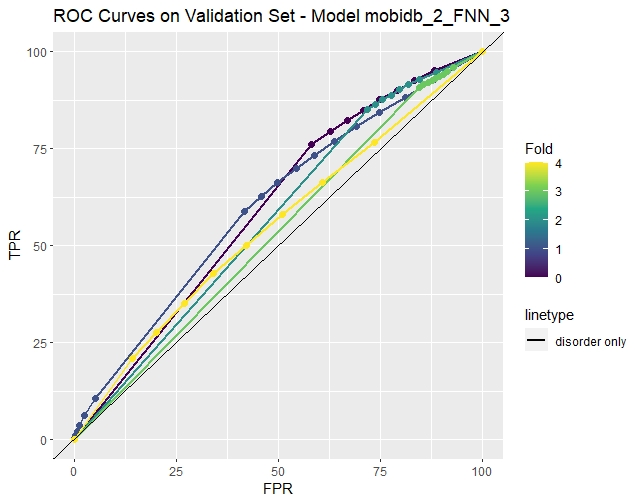 ROC Curves on Validation Set - Model mobidb_2_FNN_3
100
75
50
25
0
TPR
0
25
50
75
100
FPR
Fold
4
3
2
1
0
linetype
disorder only